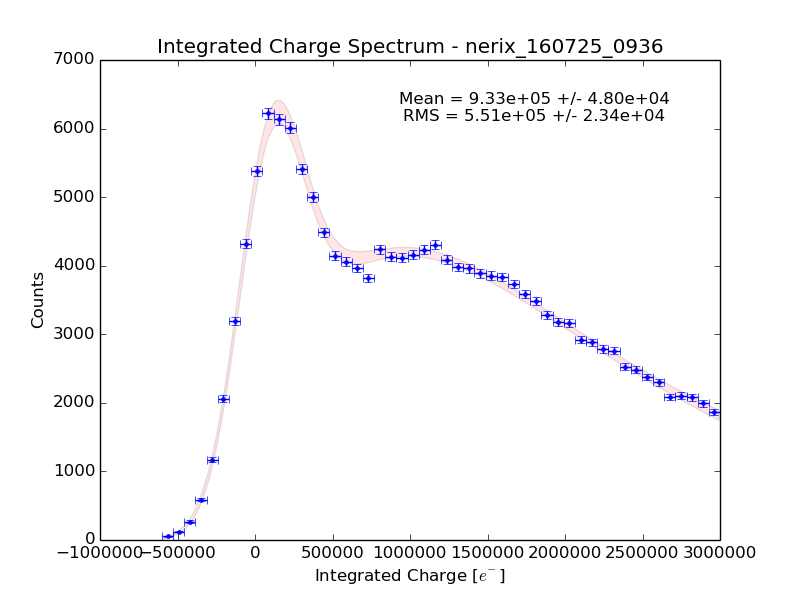 Integrated Charge Spectrum - nerix_160725_0936
7000
6000
5000
4000
3000
2000
1000
0
Counts
Mean = 9.33e+05 +/- 4.80e+04
RMS = 5.51e+05 +/- 2.34e+04
−1000000 −500000 0 500000 1000000 1500000 2000000 2500000 3000000
Integrated Charge [e⁻]